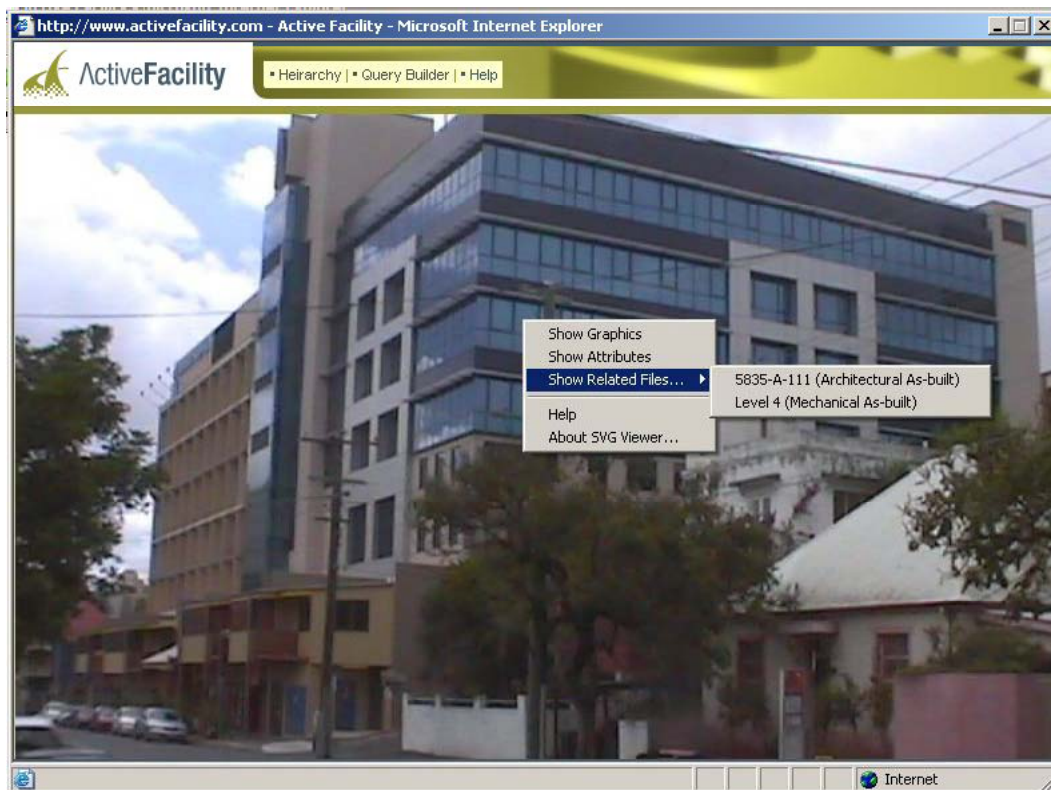 http://www.activefacility.com - Active Facility - Microsoft Internet Explorer
ActiveFacility
▪ Heirarchy | ▪ Query Builder | ▪ Help
Show Graphics
Show Attributes
Show Related Files...
5835-A-111 (Architectural As-built)
Level 4 (Mechanical As-built)
Help
About SVG Viewer...
Internet